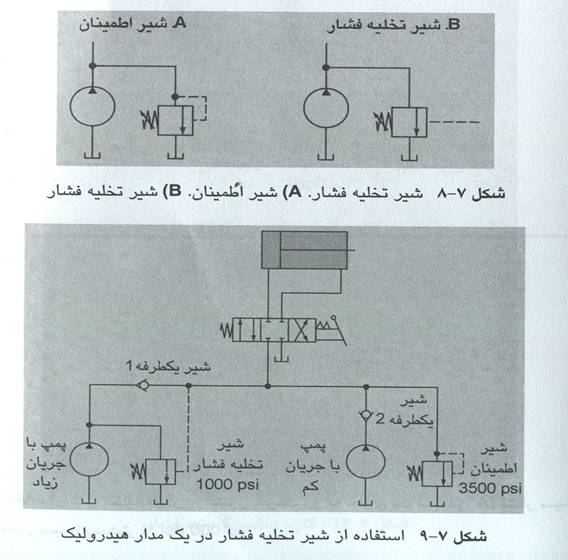 A. شیر اطمینان
B. شیر تخلیه فشار
شکل ۷-۸ شیر تخلیه فشار. A) شیر اطمینان. B) شیر تخلیه فشار
شیر یکطرفه 1
شیر
یکطرفه 2
پمپ با
جریان
زیاد
شیر
تخلیه فشار
1000 psi
پمپ
با جریان
کم
شیر
اطمینان
3500 psi
شکل ۷-۹ استفاده از شیر تخلیه فشار در یک مدار هیدرولیک